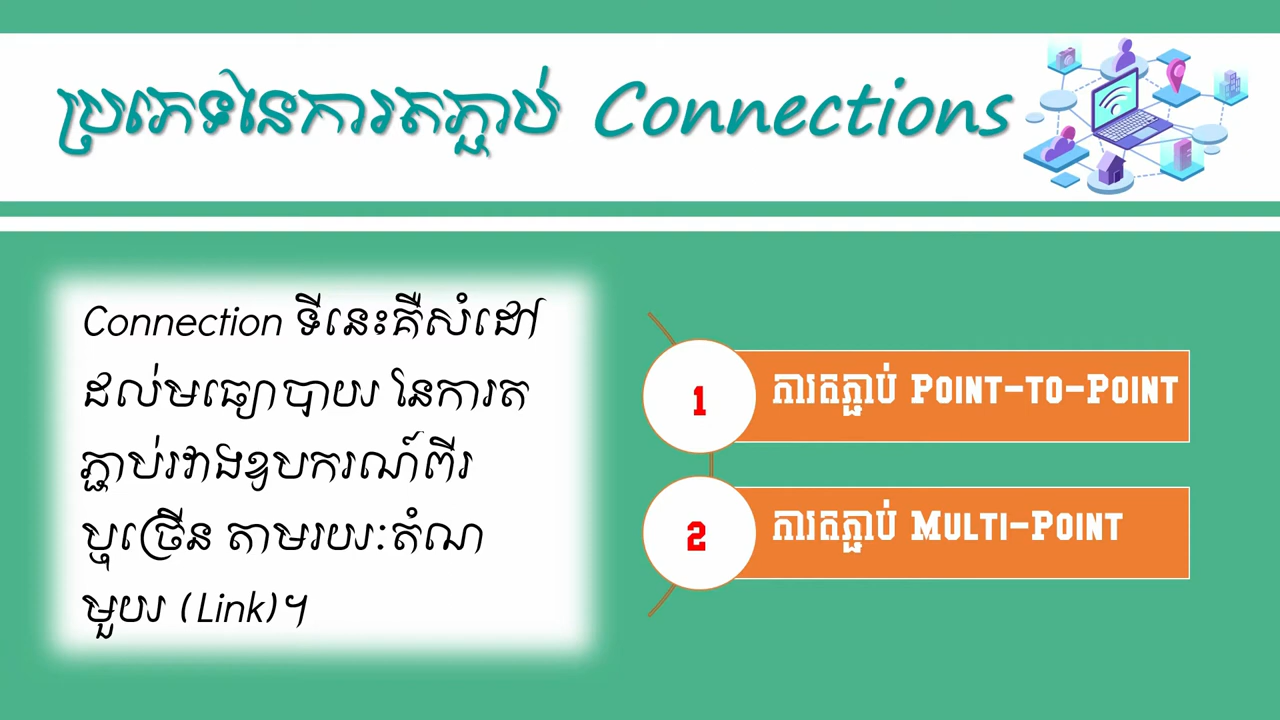 ប្រភេទនៃការតភ្ជាប់ Connections
Connection ទីនេះគឺសំដៅ
ដល់មធ្យោបាយ នៃការត
ភ្ជាប់រវាងឧបករណ៍ពីរ
ឬច្រើន តាមរយៈតំណ
មួយ (Link)។
1 ការតភ្ជាប់ Point-to-Point
2 ការតភ្ជាប់ Multi-Point